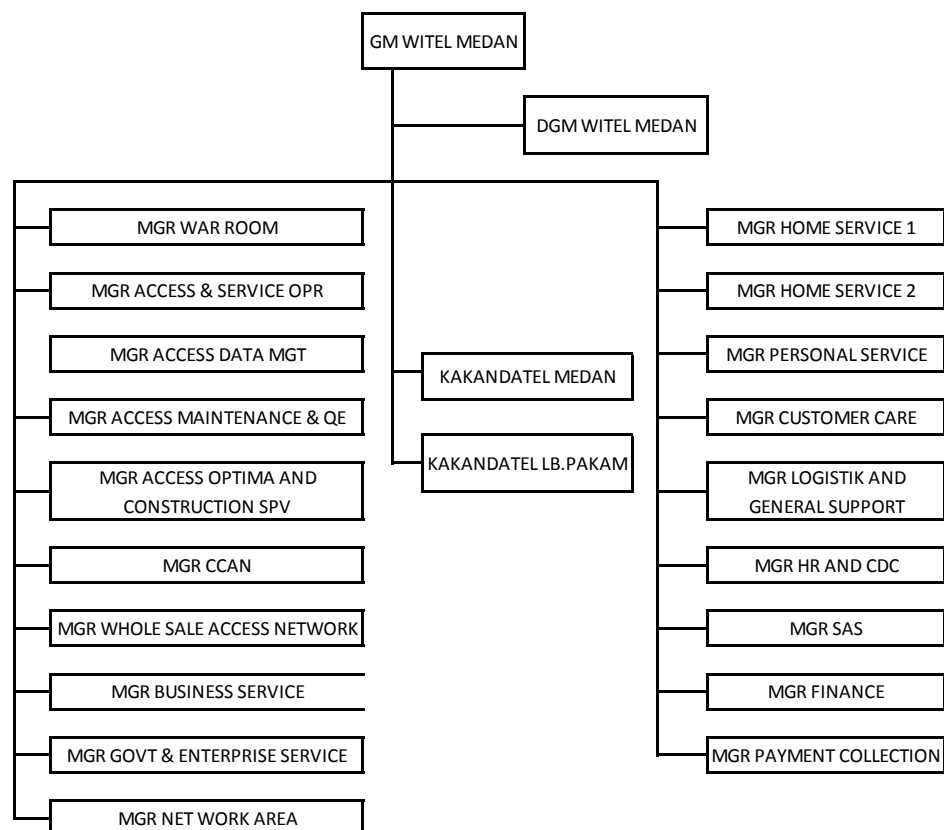 GM WITEL MEDAN
DGM WITEL MEDAN
MGR WAR ROOM
MGR ACCESS & SERVICE OPR
MGR ACCESS DATA MGT
MGR ACCESS MAINTENANCE & QE
MGR ACCESS OPTIMA AND
CONSTRUCTION SPV
MGR CCAN
MGR WHOLE SALE ACCESS NETWORK
MGR BUSINESS SERVICE
MGR GOVT & ENTERPRISE SERVICE
MGR NET WORK AREA
KAKANDATEL MEDAN
KAKANDATEL LB.PAKAM
MGR HOME SERVICE 1
MGR HOME SERVICE 2
MGR PERSONAL SERVICE
MGR CUSTOMER CARE
MGR LOGISTIK AND
GENERAL SUPPORT
MGR HR AND CDC
MGR SAS
MGR FINANCE
MGR PAYMENT COLLECTION